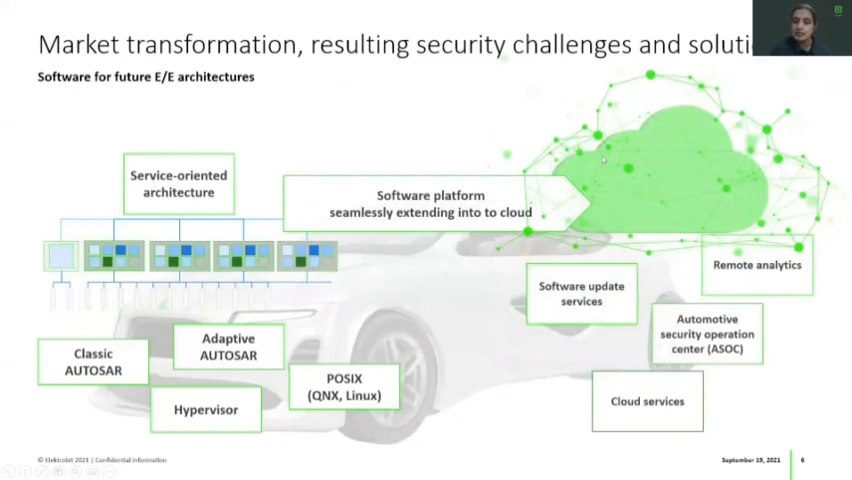 Market transformation, resulting security challenges and soluti
Software for future E/E architectures
Service-oriented
architecture
Software platform
seamlessly extending into to cloud
Remote analytics
Software update
services
Automotive
security operation
center (ASOC)
Cloud services
Classic
AUTOSAR
Adaptive
AUTOSAR
Hypervisor
POSIX
(QNX, Linux)
© Elektrobit 2021 | Confidential Information
September 19, 2021
6